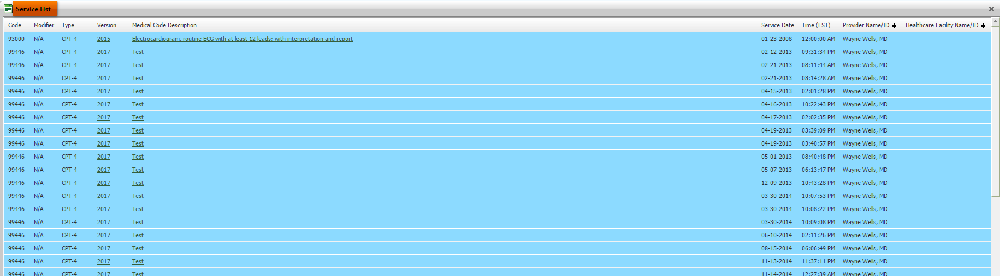 Service List
Code Modifier Type Version Medical Code Description Service Date Time (EST) Provider Name/ID Healthcare Facility Name/ID
93000 N/A CPT-4 2015 Electrocardiogram, routine ECG with at least 12 leads; with interpretation and report 01-23-2008 12:00:00 AM Wayne Wells, MD
99446 N/A CPT-4 2017 Test 02-12-2013 09:31:34 PM Wayne Wells, MD
99446 N/A CPT-4 2017 Test 02-21-2013 08:11:44 AM Wayne Wells, MD
99446 N/A CPT-4 2017 Test 02-21-2013 08:14:28 AM Wayne Wells, MD
99446 N/A CPT-4 2017 Test 04-15-2013 02:01:28 PM Wayne Wells, MD
99446 N/A CPT-4 2017 Test 04-16-2013 10:22:43 PM Wayne Wells, MD
99446 N/A CPT-4 2017 Test 04-17-2013 02:02:35 PM Wayne Wells, MD
99446 N/A CPT-4 2017 Test 04-19-2013 03:39:09 PM Wayne Wells, MD
99446 N/A CPT-4 2017 Test 04-19-2013 03:40:57 PM Wayne Wells, MD
99446 N/A CPT-4 2017 Test 05-01-2013 08:40:48 PM Wayne Wells, MD
99446 N/A CPT-4 2017 Test 05-07-2013 06:13:47 PM Wayne Wells, MD
99446 N/A CPT-4 2017 Test 12-09-2013 10:43:28 PM Wayne Wells, MD
99446 N/A CPT-4 2017 Test 03-30-2014 10:07:53 PM Wayne Wells, MD
99446 N/A CPT-4 2017 Test 03-30-2014 10:08:22 PM Wayne Wells, MD
99446 N/A CPT-4 2017 Test 03-30-2014 10:09:08 PM Wayne Wells, MD
99446 N/A CPT-4 2017 Test 06-10-2014 02:11:26 PM Wayne Wells, MD
99446 N/A CPT-4 2017 Test 08-15-2014 06:06:49 PM Wayne Wells, MD
99446 N/A CPT-4 2017 Test 11-13-2014 11:37:11 PM Wayne Wells, MD
99446 N/A CPT-4 2017 Test 11-14-2014 12:27:39 AM Wayne Wells, MD